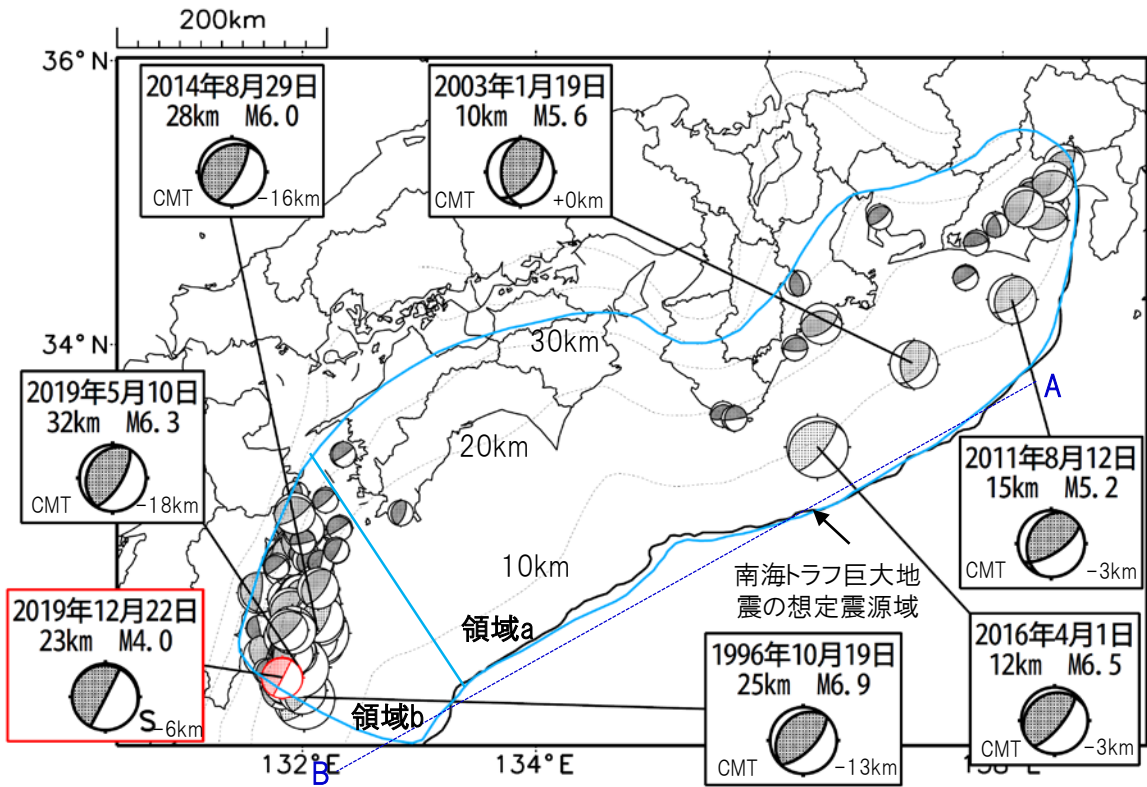 200km
36°N
2014年8月29日
28km M6.0
CMT
-16km
2003年1月19日
10km M5.6
CMT
+0km
34°N
30km
2019年5月10日
32km M6.3
CMT
-18km
20km
A
2011年8月12日
15km M5.2
CMT
-3km
10km
南海トラフ巨大地
震の想定震源域
2019年12月22日
23km M4.0
S
-6km
領域a
領域b
1996年10月19日
25km M6.9
CMT
-13km
2016年4月1日
12km M6.5
CMT
-3km
132°E
B
134°E